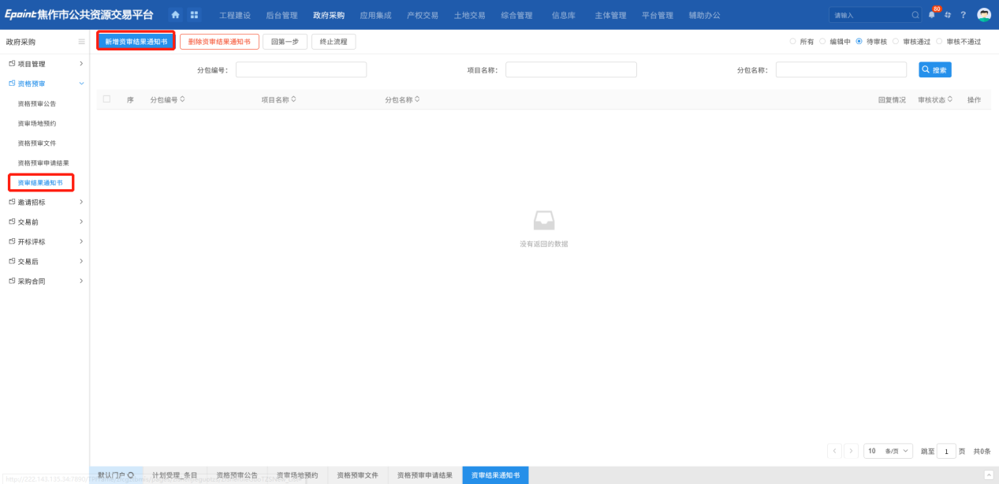 Epoint焦作市公共资源交易平台 工程建设 后台管理 政府采购 应用集成 产权交易 土地交易 综合管理 信息库 主体管理 平台管理 辅助办公 请输入 80 ?
政府采购 新增资审结果通知书 删除资审结果通知书 回第一步 终止流程 所有 编辑中 待审核 审核通过 审核不通过
项目管理
分包编号: 项目名称: 分包名称: 搜索
资格预审
序 分包编号 项目名称 分包名称 回复情况 审核状态 操作
资格预审公告
资审场地预约
资格预审文件
资格预审申请结果
资审结果通知书
邀请招标
交易前
开标评标
没有返回的数据
交易后
采购合同
10 条/页 跳至 1 页 共0条
默认门户 计划受理_条目 资格预审公告 资审场地预约 资格预审文件 资格预审申请结果 资审结果通知书